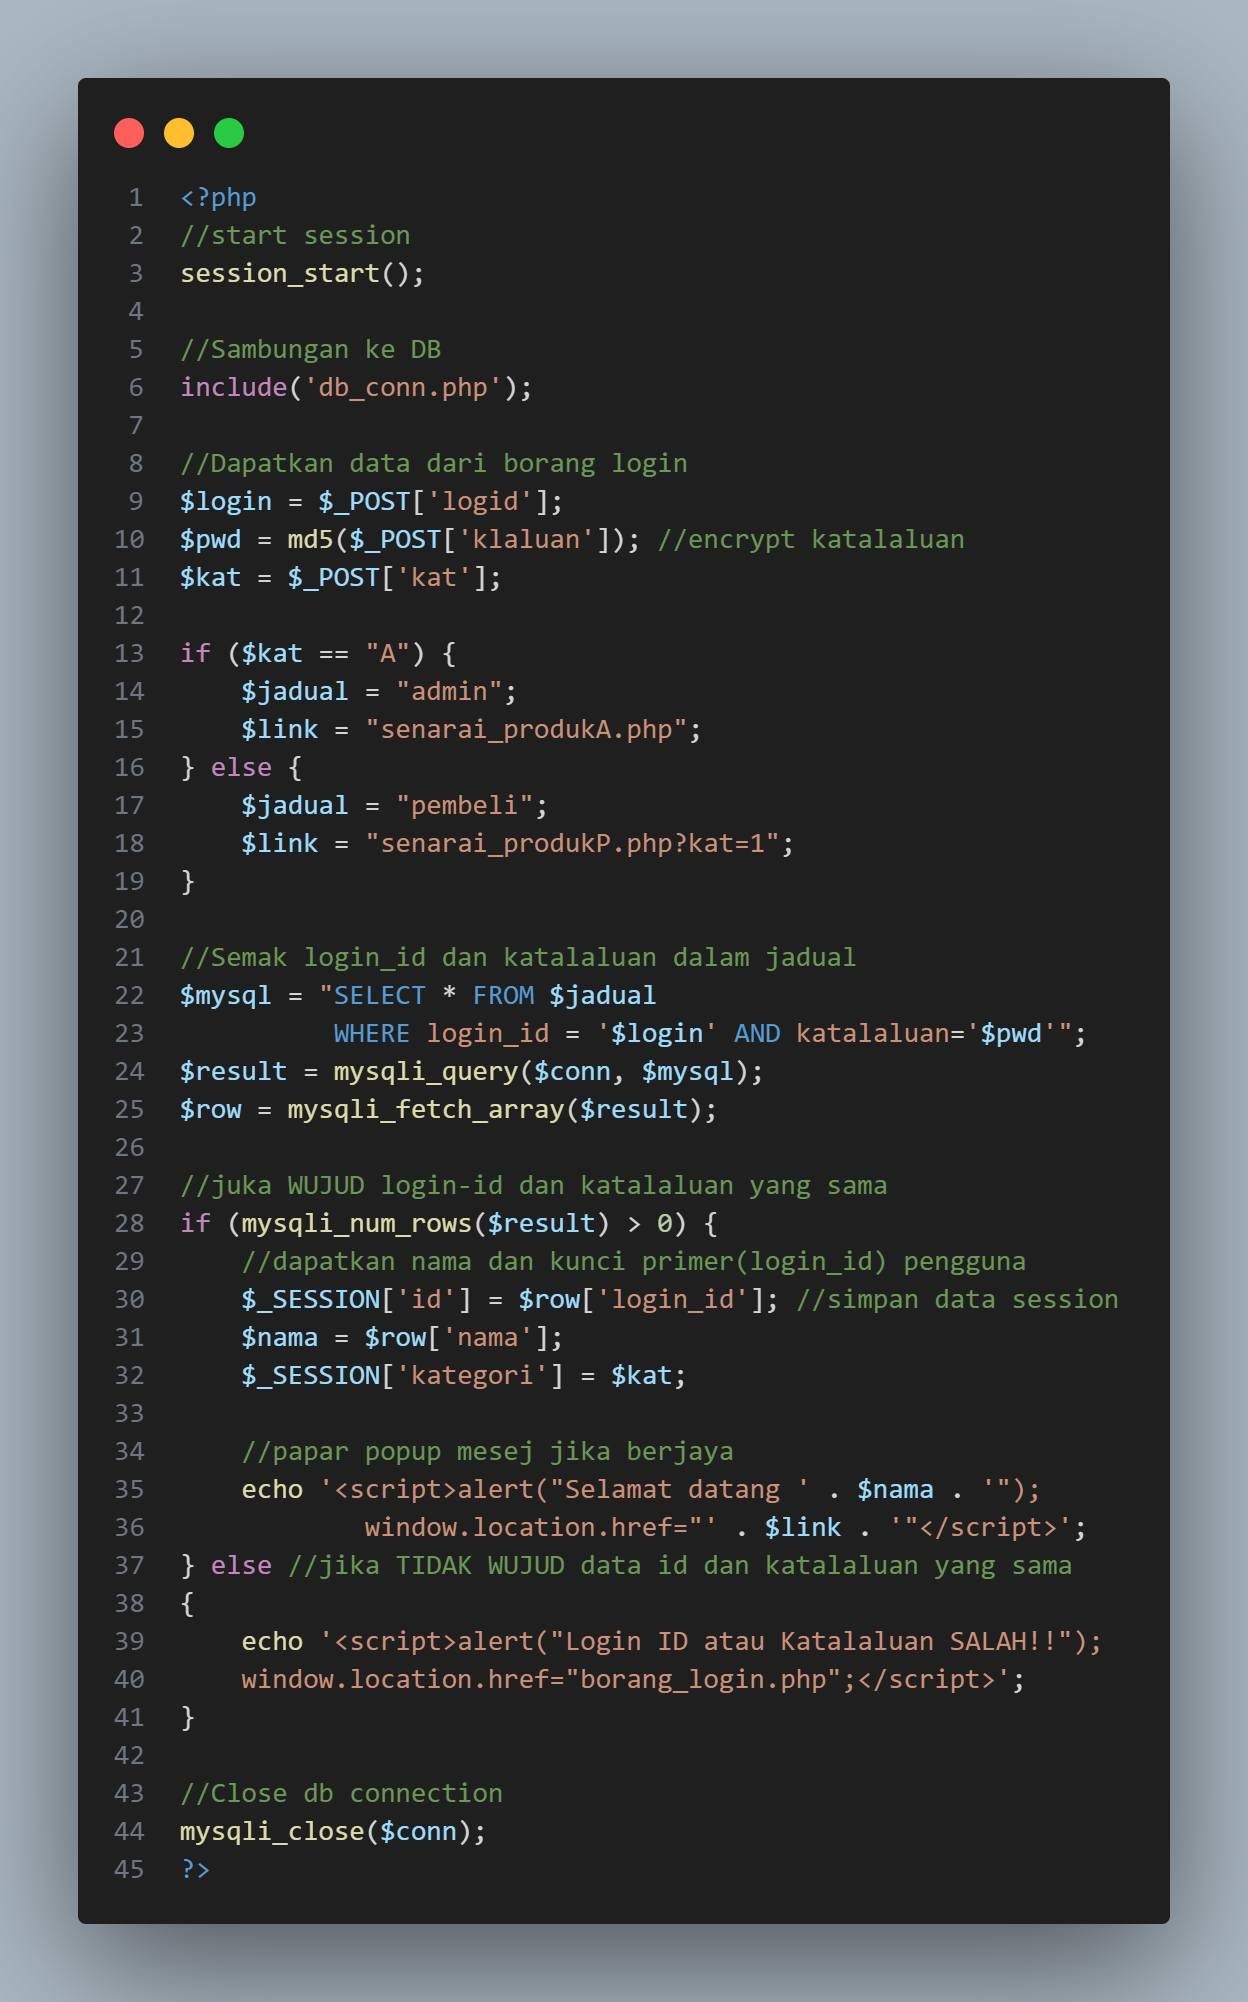 1 <?php
2 //start session
3 session_start();
4
5 //Sambungan ke DB
6 include('db_conn.php');
7
8 //Dapatkan data dari borang login
9 $login = $_POST['logid'];
10 $pwd = md5($_POST['klaluan']); //encrypt katalaluan
11 $kat = $_POST['kat'];
12
13 if ($kat == "A") {
14     $jadual = "admin";
15     $link = "senarai_produkA.php";
16 } else {
17     $jadual = "pembeli";
18     $link = "senarai_produkP.php?kat=1";
19 }
20
21 //Semak login_id dan katalaluan dalam jadual
22 $mysql = "SELECT * FROM $jadual
23           WHERE login_id = '$login' AND katalaluan='$pwd'";
24 $result = mysqli_query($conn, $mysql);
25 $row = mysqli_fetch_array($result);
26
27 //juka WUJUD login-id dan katalaluan yang sama
28 if (mysqli_num_rows($result) > 0) {
29     //dapatkan nama dan kunci primer(login_id) pengguna
30     $_SESSION['id'] = $row['login_id']; //simpan data session
31     $nama = $row['nama'];
32     $_SESSION['kategori'] = $kat;
33
34     //papar popup mesej jika berjaya
35     echo '<script>alert("Selamat datang ' . $nama . '");
36             window.location.href="' . $link . '"</script>';
37 } else //jika TIDAK WUJUD data id dan katalaluan yang sama
38 {
39     echo '<script>alert("Login ID atau Katalaluan SALAH!!");
40     window.location.href="borang_login.php";</script>';
41 }
42
43 //Close db connection
44 mysqli_close($conn);
45 ?>